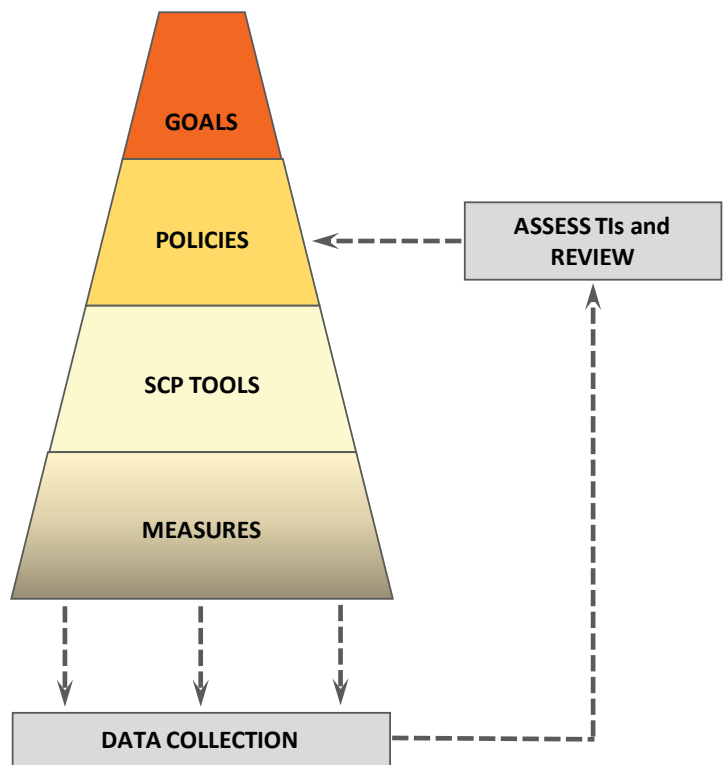 GOALS
POLICIES
ASSESS TIs and
REVIEW
SCP TOOLS
MEASURES
DATA COLLECTION